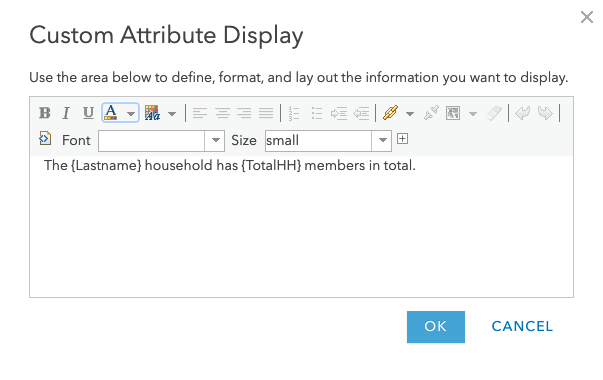 Custom Attribute Display
Use the area below to define, format, and lay out the information you want to display.
B I U A Aa
Font Size small
The {Lastname} household has {TotalHH} members in total.
OK CANCEL